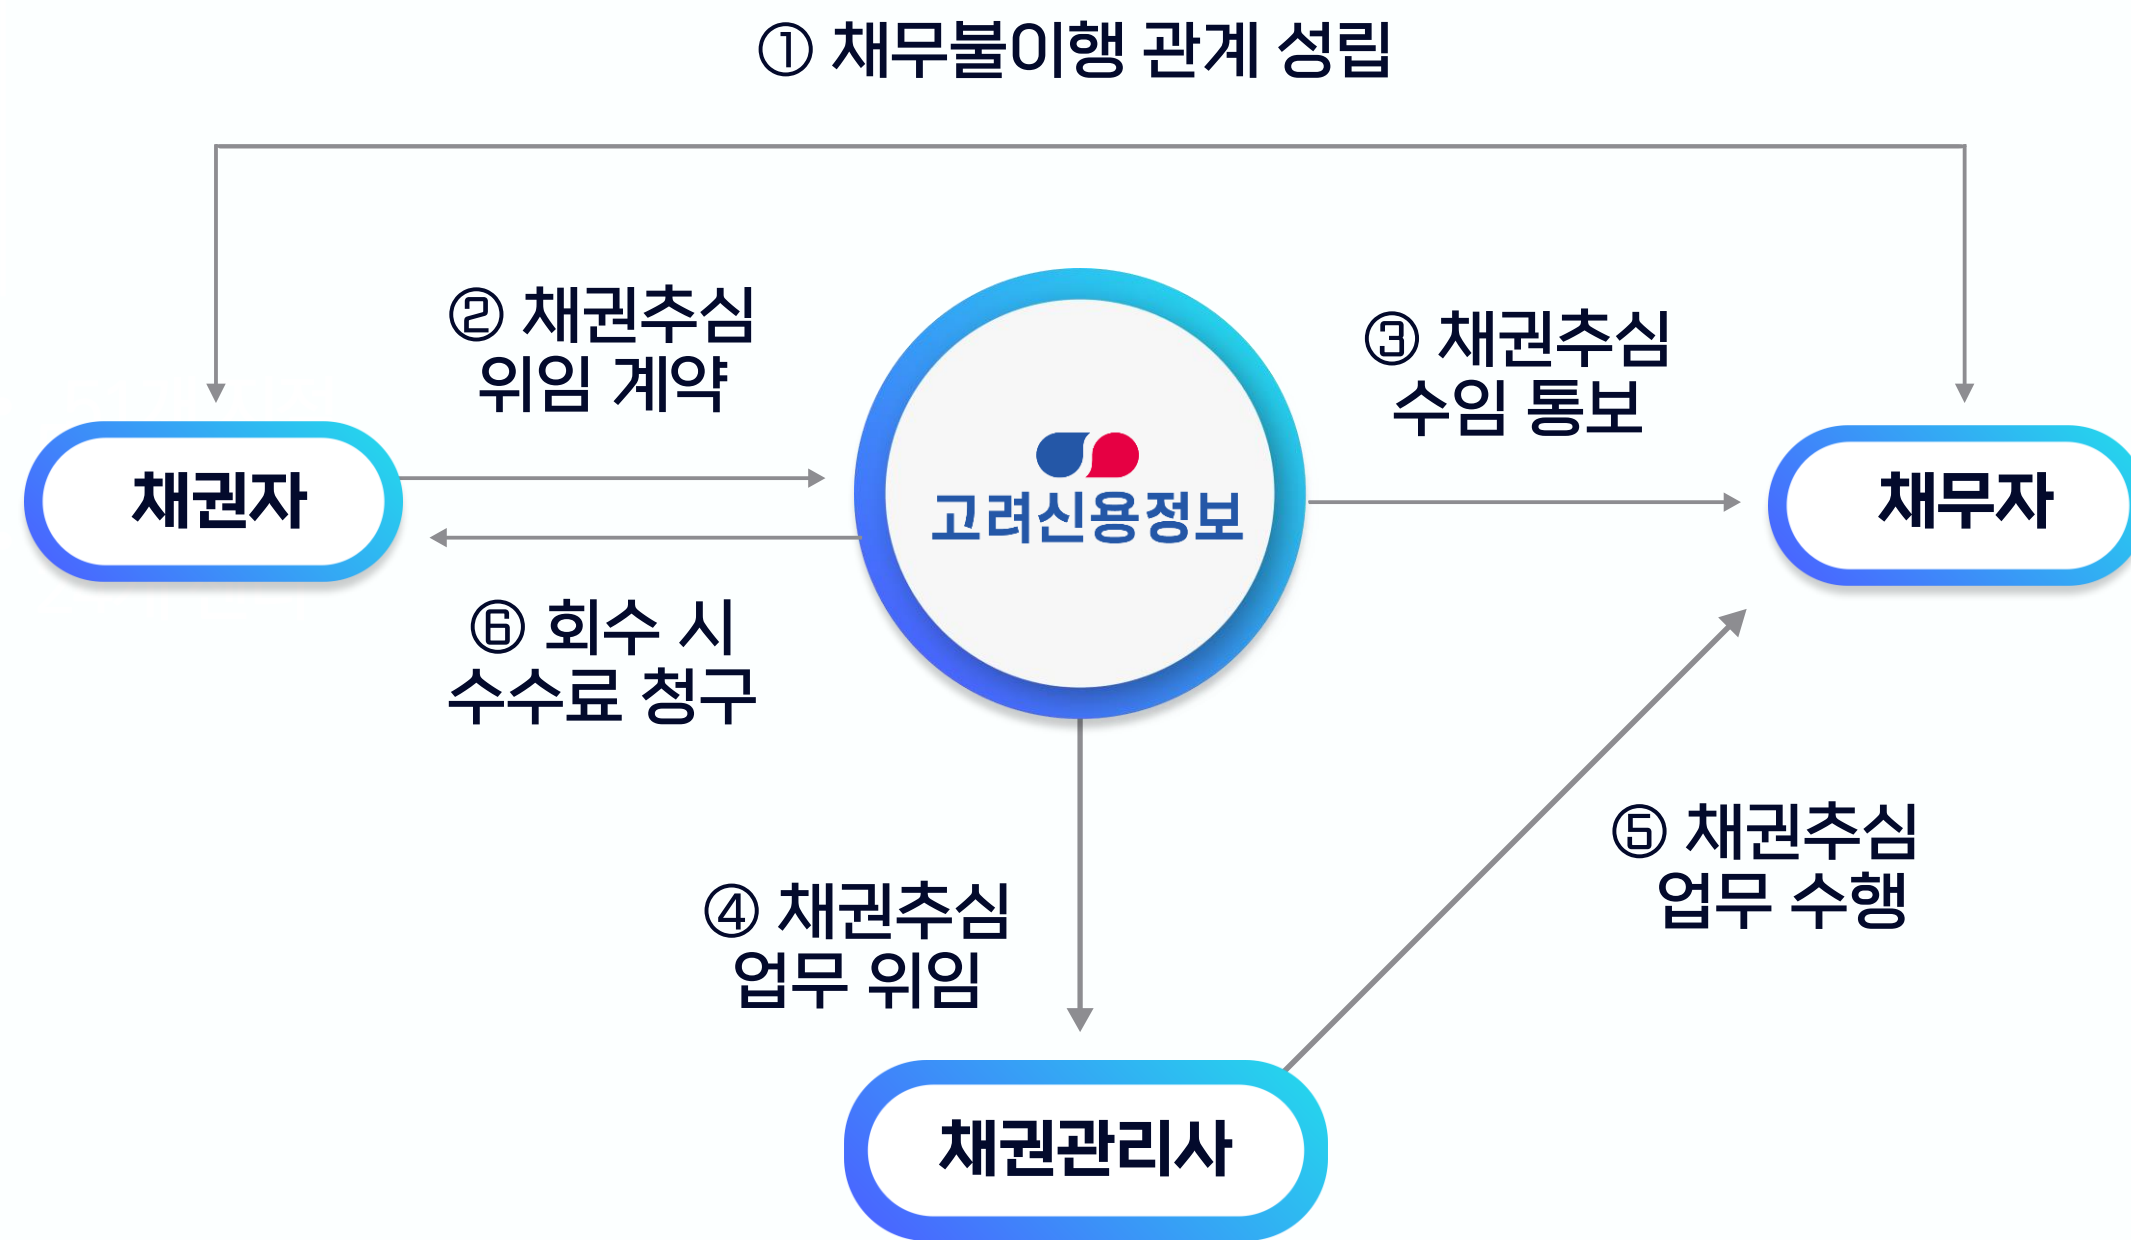 ① 채무불이행 관계 성립
② 채권추심
위임 계약
③ 채권추심
수임 통보
채권자
고려신용정보
채무자
⑥ 회수 시
수수료 청구
④ 채권추심
업무 위임
⑤ 채권추심
업무 수행
채권관리사